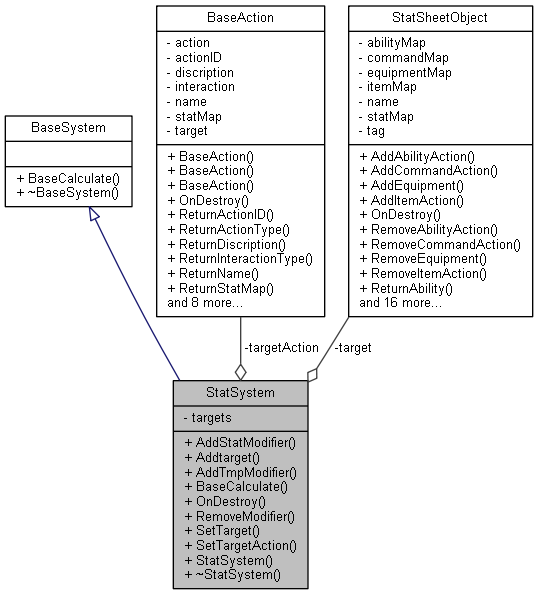 BaseAction
- action
- actionID
- discription
- interaction
- name
- statMap
- target
+ BaseAction()
+ BaseAction()
+ BaseAction()
+ OnDestroy()
+ ReturnActionID()
+ ReturnActionType()
+ ReturnDiscription()
+ ReturnInteractionType()
+ ReturnName()
+ ReturnStatMap()
and 8 more...
StatSheetObject
- abilityMap
- commandMap
- equipmentMap
- itemMap
- name
- statMap
- tag
+ AddAbilityAction()
+ AddCommandAction()
+ AddEquipment()
+ AddItemAction()
+ OnDestroy()
+ RemoveAbilityAction()
+ RemoveCommandAction()
+ RemoveEquipment()
+ RemoveItemAction()
+ ReturnAbility()
and 16 more...
BaseSystem
+ BaseCalculate()
+ ~BaseSystem()
-targetAction
-target
StatSystem
- targets
+ AddStatModifier()
+ Addtarget()
+ AddTmpModifier()
+ BaseCalculate()
+ OnDestroy()
+ RemoveModifier()
+ SetTarget()
+ SetTargetAction()
+ StatSystem()
+ ~StatSystem()